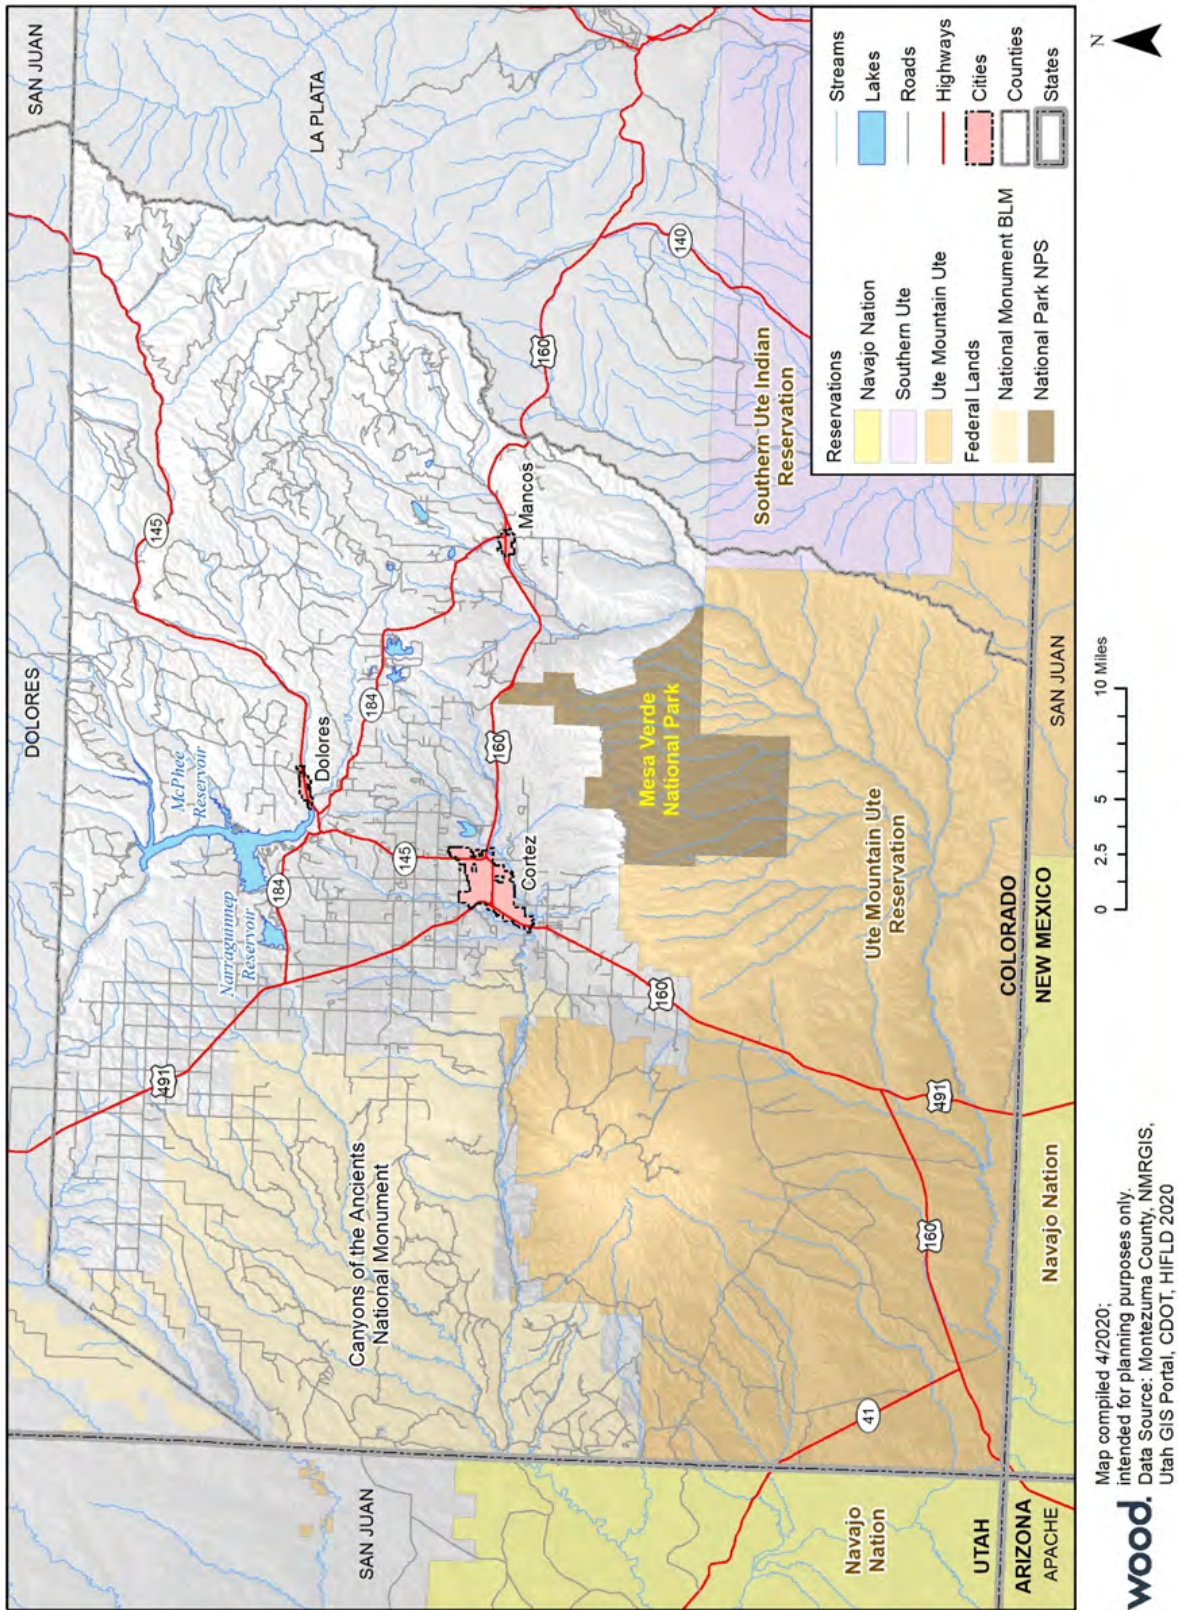 SAN JUAN
DOLORES
LA PLATA
145
McPhee
Reservoir
Dolores
184
Narraguinnep
Reservoir
184
145
491
160
Mancos
160
140
Cortez
Canyons of the Ancients
National Monument
Mesa Verde
National Park
Southern Ute Indian
Reservation
160
SAN JUAN
Ute Mountain Ute
Reservation
491
160
41
Navajo
Nation
COLORADO
NEW MEXICO
SAN JUAN
UTAH
ARIZONA
APACHE
Navajo Nation
Reservations
Navajo Nation
Southern Ute
Ute Mountain Ute
Federal Lands
National Monument BLM
National Park NPS
Streams
Lakes
Roads
Highways
Cities
Counties
States
wood.
Map compiled 4/2020;
intended for planning purposes only.
Data Source: Montezuma County, NMRGIS,
Utah GIS Portal, CDOT, HIFLD 2020
0 2.5 5 10 Miles
N